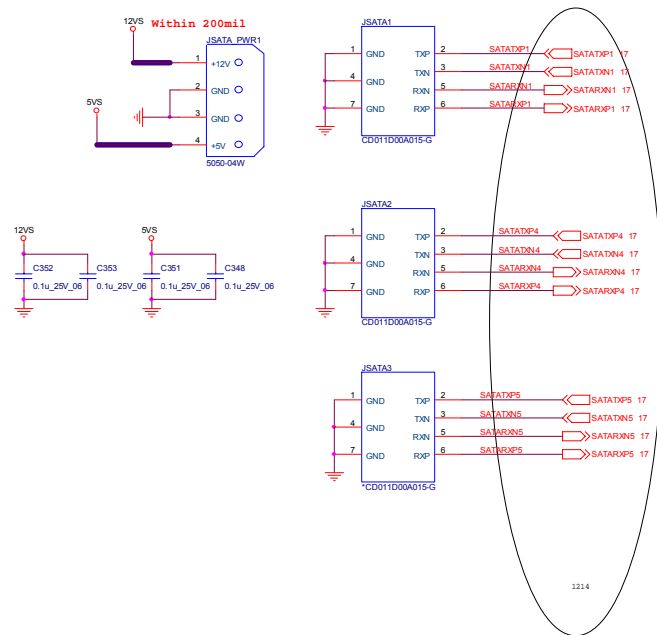 12VS Within 200mil
JSATA_PWR1
1 +12V
2 GND
5VS
3 GND
4 +5V
5050-04W
JSATA1
1 GND TXP 2 SATATXP1 SATATXP1 17
TXN 3 SATATXN1 SATATXN1 17
4 GND RXN 5 SATARXN1 SATARXN1 17
7 GND RXP 6 SATARXP1 SATARXP1 17
CD011D00A015-G
JSATA2
1 GND TXP 2 SATATXP4 SATATXP4 17
TXN 3 SATATXN4 SATATXN4 17
4 GND RXN 5 SATARXN4 SATARXN4 17
7 GND RXP 6 SATARXP4 SATARXP4 17
CD011D00A015-G
12VS 5VS
C352 C353 C351 C348
0.1u_25V_06 0.1u_25V_06 0.1u_25V_06 0.1u_25V_06
JSATA3
1 GND TXP 2 SATATXP5 SATATXP5 17
TXN 3 SATATXN5 SATATXN5 17
4 GND RXN 5 SATARXN5 SATARXN5 17
7 GND RXP 6 SATARXP5 SATARXP5 17
*CD011D00A015-G
1214